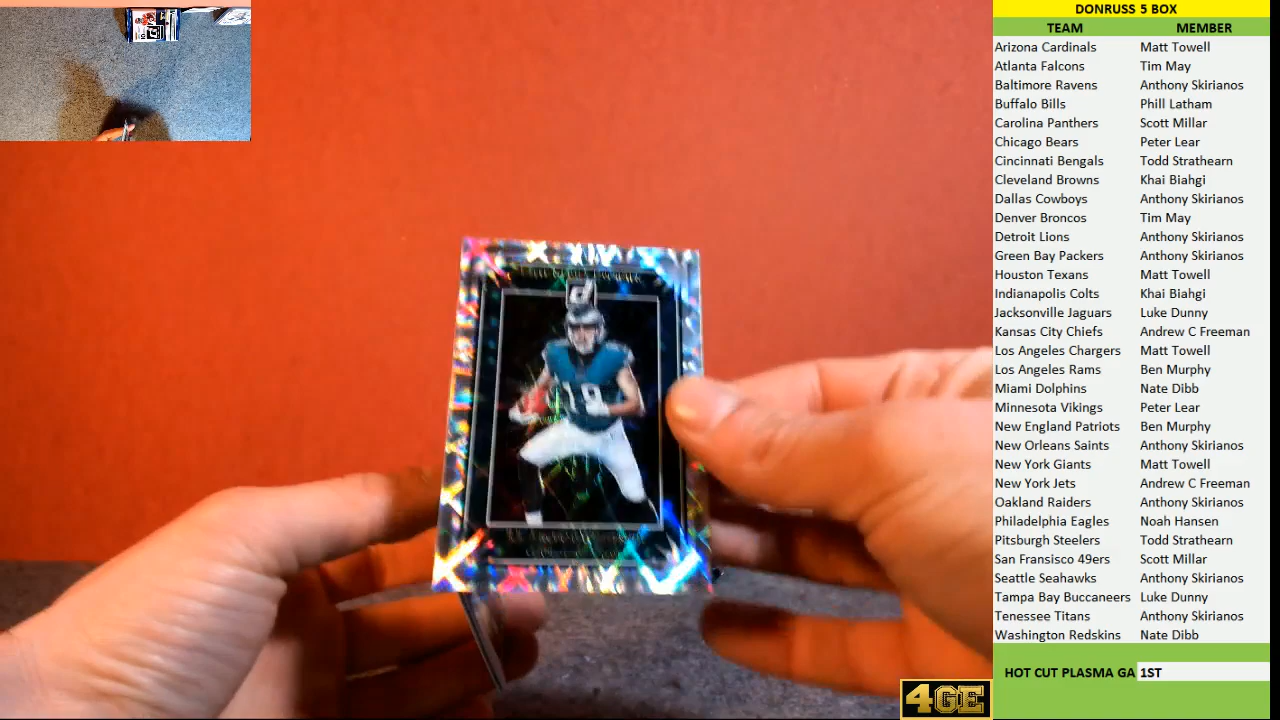 DONRUSS 5 BOX
TEAM MEMBER
Arizona Cardinals Matt Towell
Atlanta Falcons Tim May
Baltimore Ravens Anthony Skirianos
Buffalo Bills Phill Latham
Carolina Panthers Scott Millar
Chicago Bears Peter Lear
Cincinnati Bengals Todd Strathearn
Cleveland Browns Khai Biahgi
Dallas Cowboys Anthony Skirianos
Denver Broncos Tim May
Detroit Lions Anthony Skirianos
Green Bay Packers Anthony Skirianos
Houston Texans Matt Towell
Indianapolis Colts Khai Biahgi
Jacksonville Jaguars Luke Dunny
Kansas City Chiefs Andrew C Freeman
Los Angeles Chargers Matt Towell
Los Angeles Rams Ben Murphy
Miami Dolphins Nate Dibb
Minnesota Vikings Peter Lear
New England Patriots Ben Murphy
New Orleans Saints Anthony Skirianos
New York Giants Matt Towell
New York Jets Andrew C Freeman
Oakland Raiders Anthony Skirianos
Philadelphia Eagles Noah Hansen
Pitsburgh Steelers Todd Strathearn
San Fransisco 49ers Scott Millar
Seattle Seahawks Anthony Skirianos
Tampa Bay Buccaneers Luke Dunny
Tenessee Titans Anthony Skirianos
Washington Redskins Nate Dibb
HOT CUT PLASMA GA 1ST
4GE
d
19